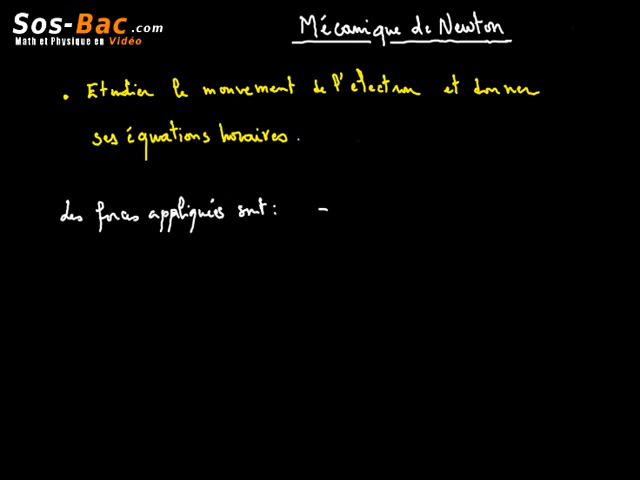 Sos-Bac.com
Math et Physique en Vidéo
Mécanique de Newton
. Etudier le mouvement de l'électron et donner
ses équations horaires.
les forces appliquées sont : -